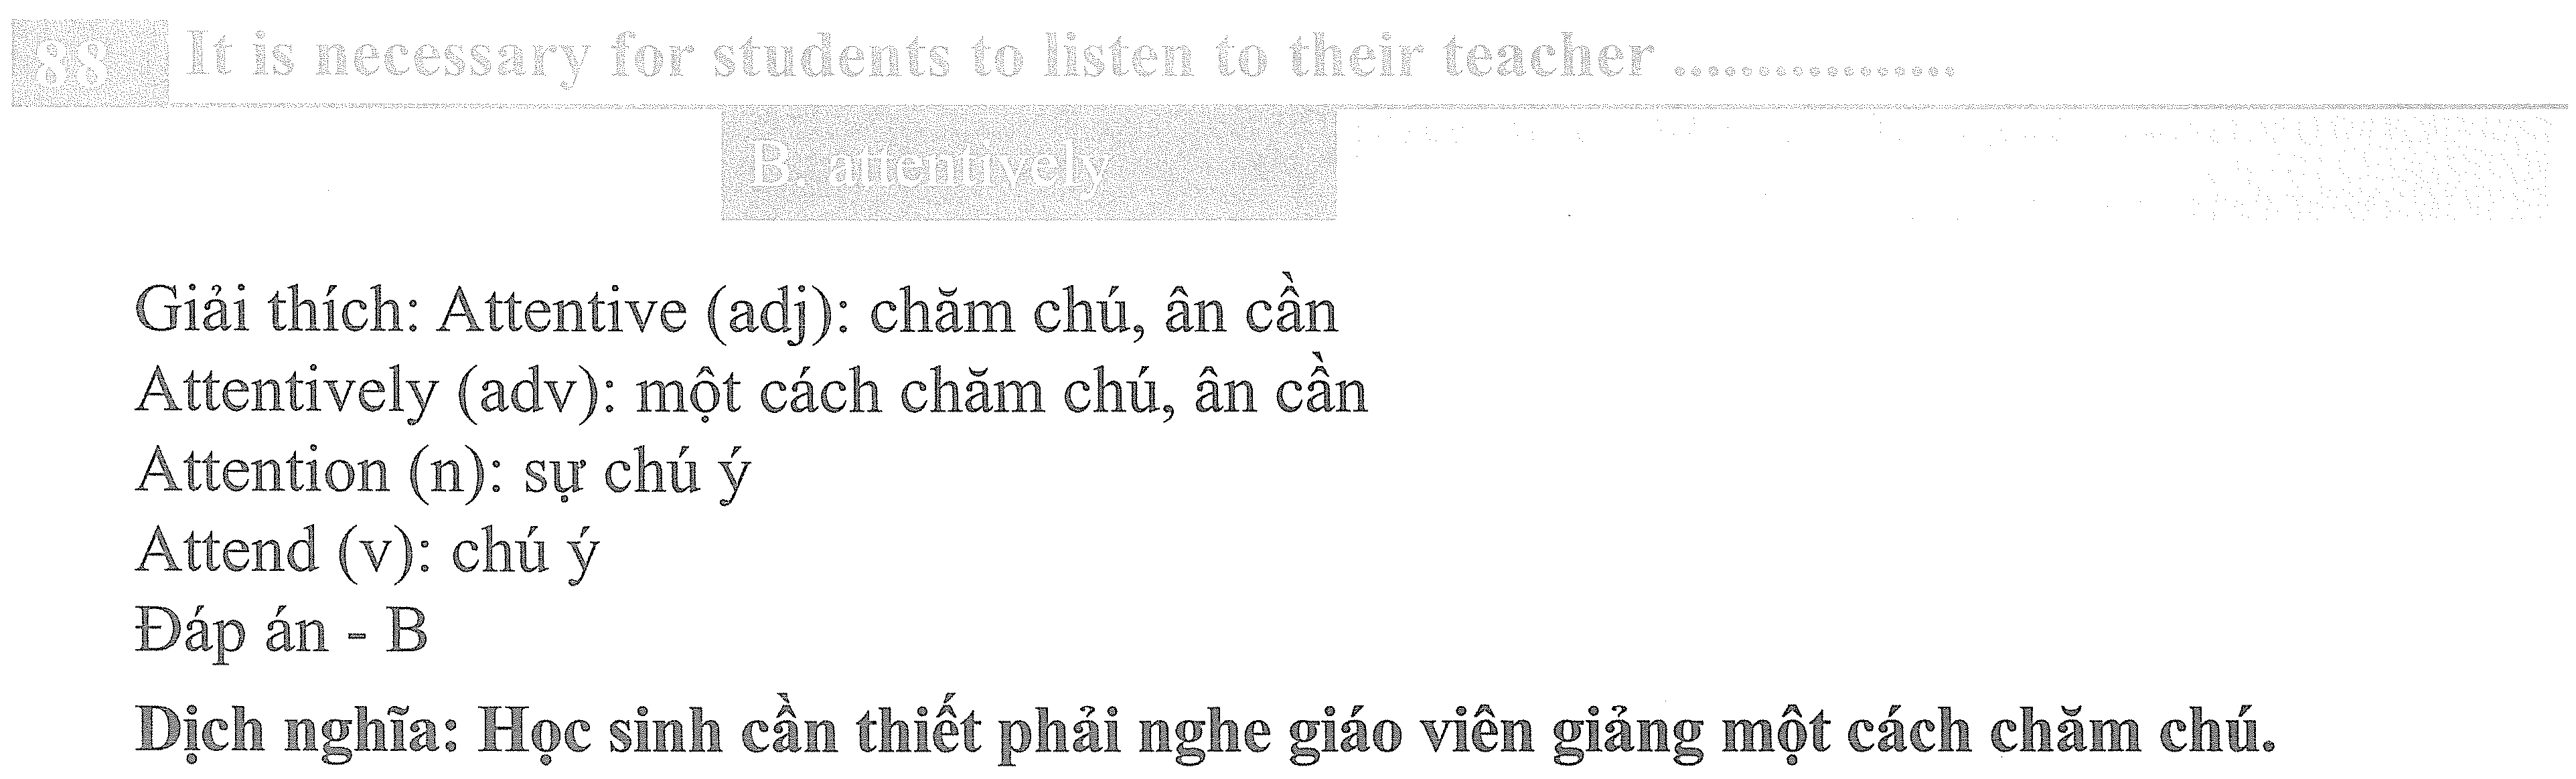 88 It is necessary for students to listen to their teacher ................
B. attentively
Giải thích: Attentive (adj): chăm chú, ân cần
Attentively (adv): một cách chăm chú, ân cần
Attention (n): sự chú ý
Attend (v): chú ý
Đáp án - B
Dịch nghĩa: Học sinh cần thiết phải nghe giáo viên giảng một cách chăm chú.